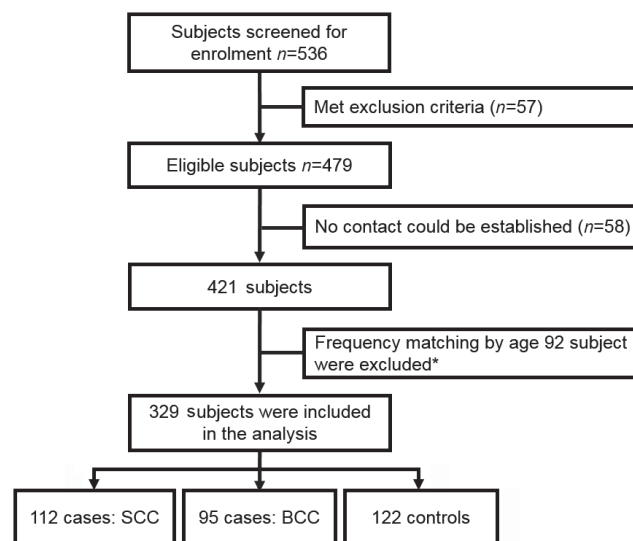 Subjects screened for
enrolment n=536
Met exclusion criteria (n=57)
Eligible subjects n=479
No contact could be established (n=58)
421 subjects
Frequency matching by age 92 subject
were excluded*
329 subjects were included
in the analysis
112 cases: SCC
95 cases: BCC
122 controls